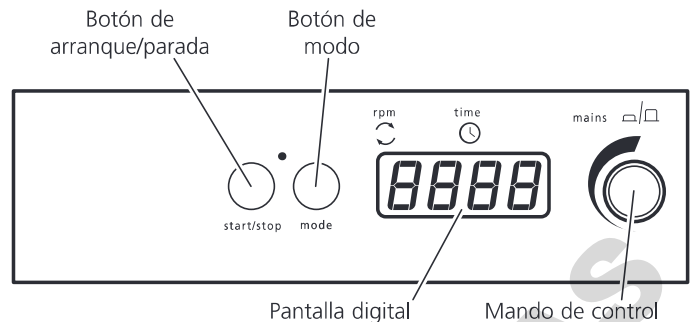 Botón de
arranque/parada
Botón de
modo
rpm
time
mains
8888
start/stop
mode
Pantalla digital
Mando de control